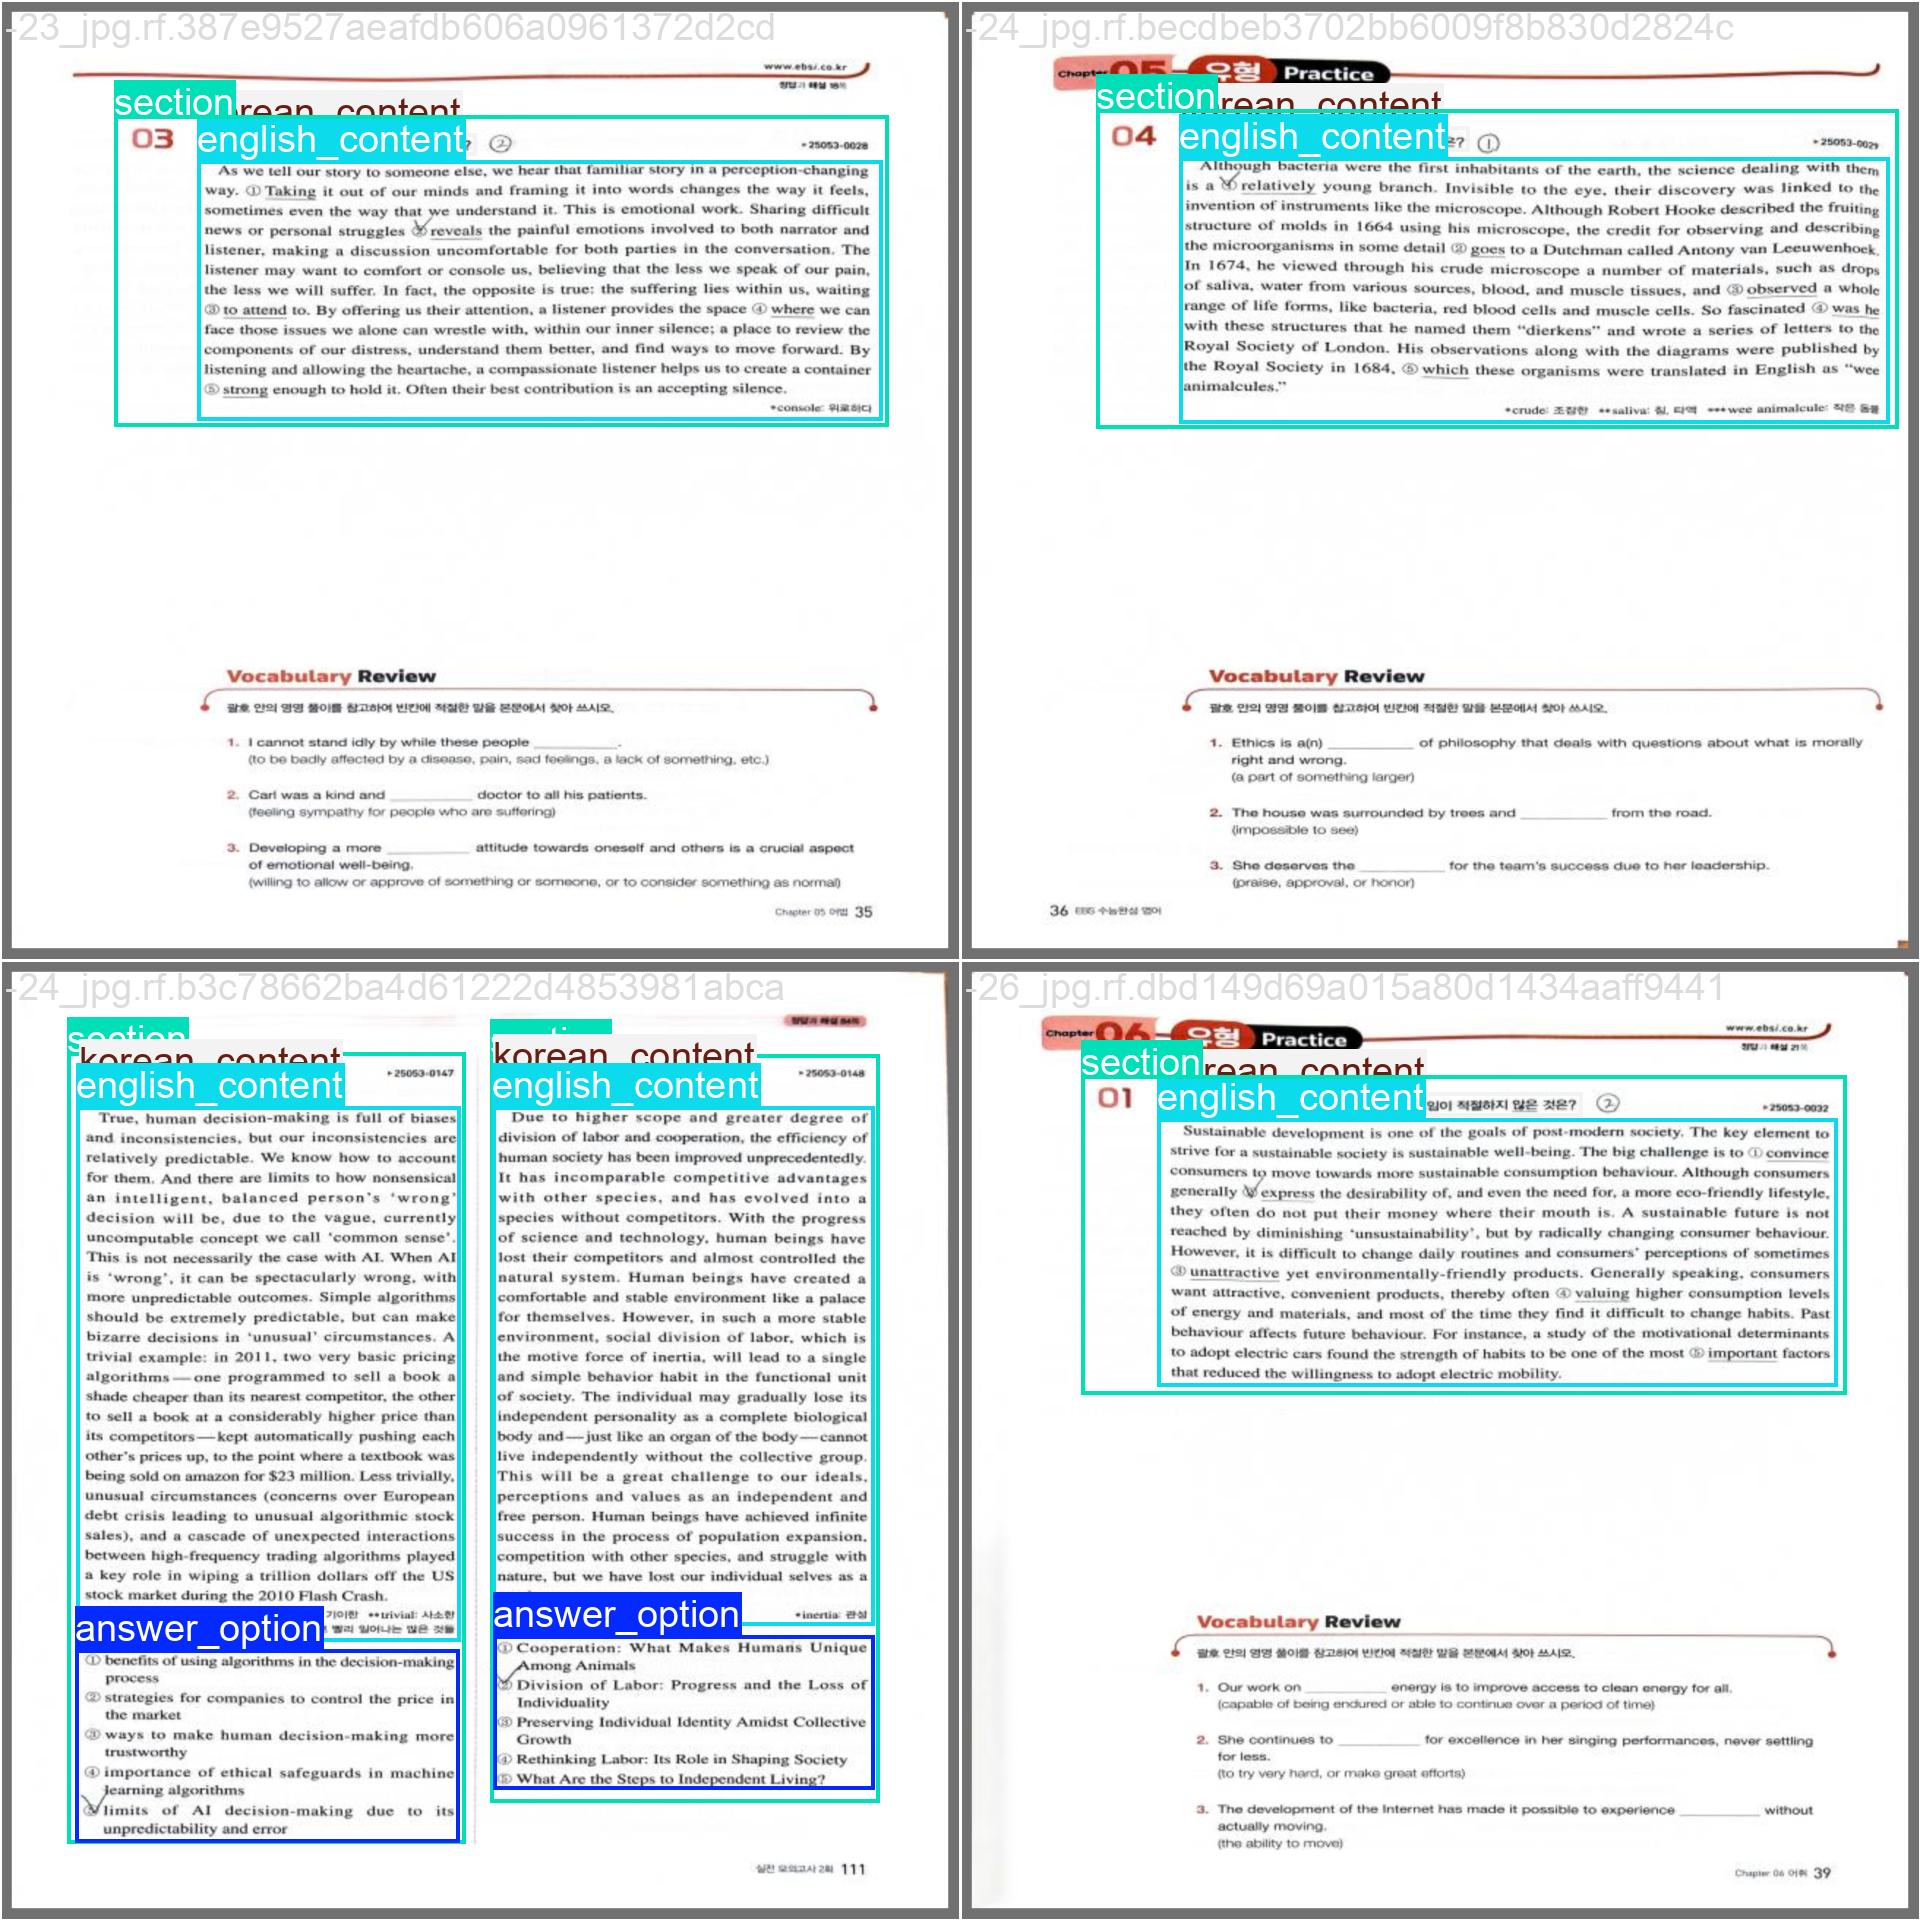 -23_jpg.rf.387e9527aeafdb606a0961372d2cd
www.ebsi.co.kr
정답과 해설 18쪽
section
korean_content
03
english_content
?
②
25053-0028
As we tell our story to someone else, we hear that familiar story in a perception-changing
way. ① Taking it out of our minds and framing it into words changes the way it feels,
sometimes even the way that we understand it. This is emotional work. Sharing difficult
news or personal struggles ② reveals the painful emotions involved to both narrator and
listener, making a discussion uncomfortable for both parties in the conversation. The
listener may want to comfort or console us, believing that the less we speak of our pain,
the less we will suffer. In fact, the opposite is true: the suffering lies within us, waiting
③ to attend to. By offering us their attention, a listener provides the space ④ where we can
face those issues we alone can wrestle with, within our inner silence; a place to review the
components of our distress, understand them better, and find ways to move forward. By
listening and allowing the heartache, a compassionate listener helps us to create a container
⑤ strong enough to hold it. Often their best contribution is an accepting silence.
*console: 위로하다
Vocabulary Review
괄호 안의 영영 풀이를 참고하여 빈칸에 적절한 말을 본문에서 찾아 쓰시오.
1. I cannot stand idly by while these people ________.
(to be badly affected by a disease, pain, sad feelings, a lack of something, etc.)
2. Carl was a kind and ________ doctor to all his patients.
(feeling sympathy for people who are suffering)
3. Developing a more ________ attitude towards oneself and others is a crucial aspect
of emotional well-being.
(willing to allow or approve of something or someone, or to consider something as normal)
Chapter 05 어법 35
-24_jpg.rf.becdbeb3702bb6009f8b830d2824c
Chapter 05 유형 Practice
section
korean_content
04
english_content
은?
①
25053-0029
Although bacteria were the first inhabitants of the earth, the science dealing with them
is a ① relatively young branch. Invisible to the eye, their discovery was linked to the
invention of instruments like the microscope. Although Robert Hooke described the fruiting
structure of molds in 1664 using his microscope, the credit for observing and describing
the microorganisms in some detail ② goes to a Dutchman called Antony van Leeuwenhoek.
In 1674, he viewed through his crude microscope a number of materials, such as drops
of saliva, water from various sources, blood, and muscle tissues, and ③ observed a whole
range of life forms, like bacteria, red blood cells and muscle cells. So fascinated ④ was he
with these structures that he named them “dierkens” and wrote a series of letters to the
Royal Society of London. His observations along with the diagrams were published by
the Royal Society in 1684, ⑤ which these organisms were translated in English as “wee
animalcules.”
*crude: 조잡한 **saliva: 침, 타액 ***wee animalcule: 작은 동물
Vocabulary Review
괄호 안의 영영 풀이를 참고하여 빈칸에 적절한 말을 본문에서 찾아 쓰시오.
1. Ethics is a(n) ________ of philosophy that deals with questions about what is morally
right and wrong.
(a part of something larger)
2. The house was surrounded by trees and ________ from the road.
(impossible to see)
3. She deserves the ________ for the team's success due to her leadership.
(praise, approval, or honor)
36 EBS 수능완성 영어
-24_jpg.rf.b3c78662ba4d61222d4853981abca
정답과 해설 84쪽
section
korean_content
english_content
25053-0147
True, human decision-making is full of biases
and inconsistencies, but our inconsistencies are
relatively predictable. We know how to account
for them. And there are limits to how nonsensical
an intelligent, balanced person's ‘wrong’
decision will be, due to the vague, currently
uncomputable concept we call ‘common sense’.
This is not necessarily the case with AI. When AI
is ‘wrong’, it can be spectacularly wrong, with
more unpredictable outcomes. Simple algorithms
should be extremely predictable, but can make
bizarre decisions in ‘unusual’ circumstances. A
trivial example: in 2011, two very basic pricing
algorithms—one programmed to sell a book a
shade cheaper than its nearest competitor, the other
to sell a book at a considerably higher price than
its competitors—kept automatically pushing each
other's prices up, to the point where a textbook was
being sold on amazon for $23 million. Less trivially,
unusual circumstances (concerns over European
debt crisis leading to unusual algorithmic stock
sales), and a cascade of unexpected interactions
between high-frequency trading algorithms played
a key role in wiping a trillion dollars off the US
stock market during the 2010 Flash Crash.
기이한 **trivial: 사소한
빨리 일어나는 많은 것들
answer_option
① benefits of using algorithms in the decision-making
process
② strategies for companies to control the price in
the market
③ ways to make human decision-making more
trustworthy
④ importance of ethical safeguards in machine
learning algorithms
⑤ limits of AI decision-making due to its
unpredictability and error
korean_content
english_content
25053-0148
Due to higher scope and greater degree of
division of labor and cooperation, the efficiency of
human society has been improved unprecedentedly.
It has incomparable competitive advantages
with other species, and has evolved into a
species without competitors. With the progress
of science and technology, human beings have
lost their competitors and almost controlled the
natural system. Human beings have created a
comfortable and stable environment like a palace
for themselves. However, in such a more stable
environment, social division of labor, which is
the motive force of inertia, will lead to a single
and simple behavior habit in the functional unit
of society. The individual may gradually lose its
independent personality as a complete biological
body and—just like an organ of the body—cannot
live independently without the collective group.
This will be a great challenge to our ideals,
perceptions and values as an independent and
free person. Human beings have achieved infinite
success in the process of population expansion,
competition with other species, and struggle with
nature, but we have lost our individual selves as a
answer_option
*inertia: 관성
① Cooperation: What Makes Humans Unique
Among Animals
② Division of Labor: Progress and the Loss of
Individuality
③ Preserving Individual Identity Amidst Collective
Growth
④ Rethinking Labor: Its Role in Shaping Society
⑤ What Are the Steps to Independent Living?
실전 모의고사 2회 111
-26_jpg.rf.dbd149d69a015a80d1434aaff9441
Chapter 06 유형 Practice
www.ebsi.co.kr
정답과 해설 21쪽
section
korean_content
01
english_content
임이 적절하지 않은 것은?
②
25053-0032
Sustainable development is one of the goals of post-modern society. The key element to
strive for a sustainable society is sustainable well-being. The big challenge is to ① convince
consumers to move towards more sustainable consumption behaviour. Although consumers
generally ② express the desirability of, and even the need for, a more eco-friendly lifestyle,
they often do not put their money where their mouth is. A sustainable future is not
reached by diminishing ‘unsustainability’, but by radically changing consumer behaviour.
However, it is difficult to change daily routines and consumers' perceptions of sometimes
③ unattractive yet environmentally-friendly products. Generally speaking, consumers
want attractive, convenient products, thereby often ④ valuing higher consumption levels
of energy and materials, and most of the time they find it difficult to change habits. Past
behaviour affects future behaviour. For instance, a study of the motivational determinants
to adopt electric cars found the strength of habits to be one of the most ⑤ important factors
that reduced the willingness to adopt electric mobility.
Vocabulary Review
괄호 안의 영영 풀이를 참고하여 빈칸에 적절한 말을 본문에서 찾아 쓰시오.
1. Our work on ________ energy is to improve access to clean energy for all.
(capable of being endured or able to continue over a period of time)
2. She continues to ________ for excellence in her singing performances, never settling
for less.
(to try very hard, or make great efforts)
3. The development of the Internet has made it possible to experience ________ without
actually moving.
(the ability to move)
Chapter 06 어휘 39